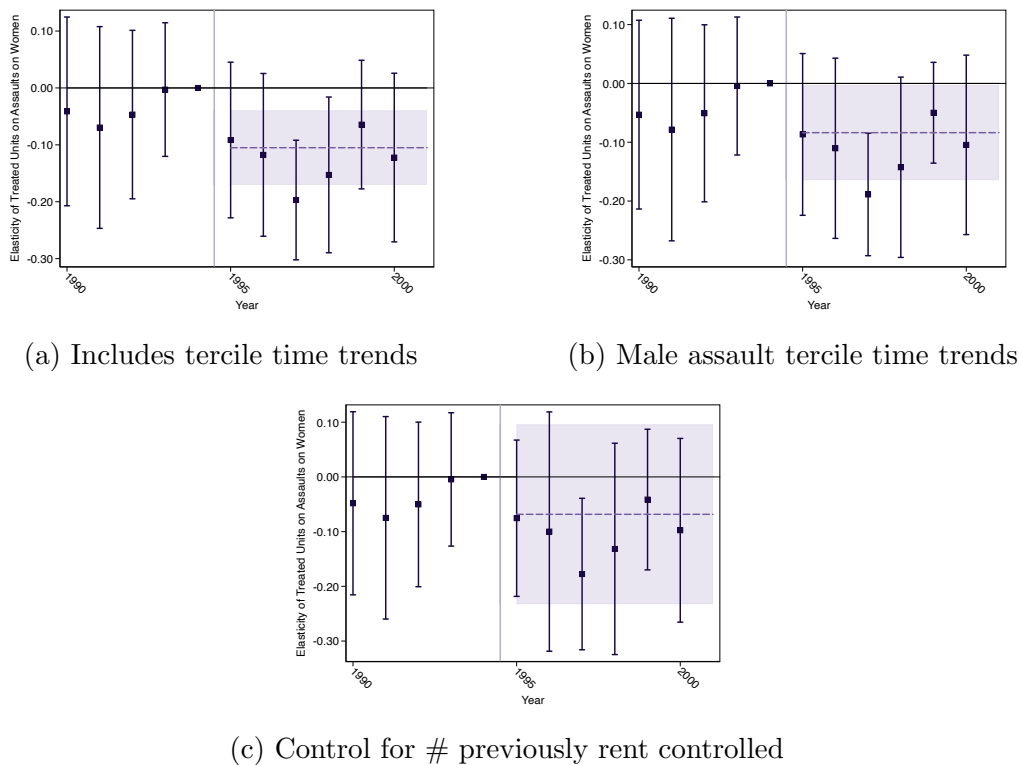 Elasticity of Treated Units on Assaults on Women
0.10
0.00
-0.10
-0.20
-0.30
1990
1995
2000
Year
(a) Includes tercile time trends
Elasticity of Treated Units on Assaults on Women
0.10
0.00
-0.10
-0.20
-0.30
1990
1995
2000
Year
(b) Male assault tercile time trends
Elasticity of Treated Units on Assaults on Women
0.10
0.00
-0.10
-0.20
-0.30
1990
1995
2000
Year
(c) Control for # previously rent controlled